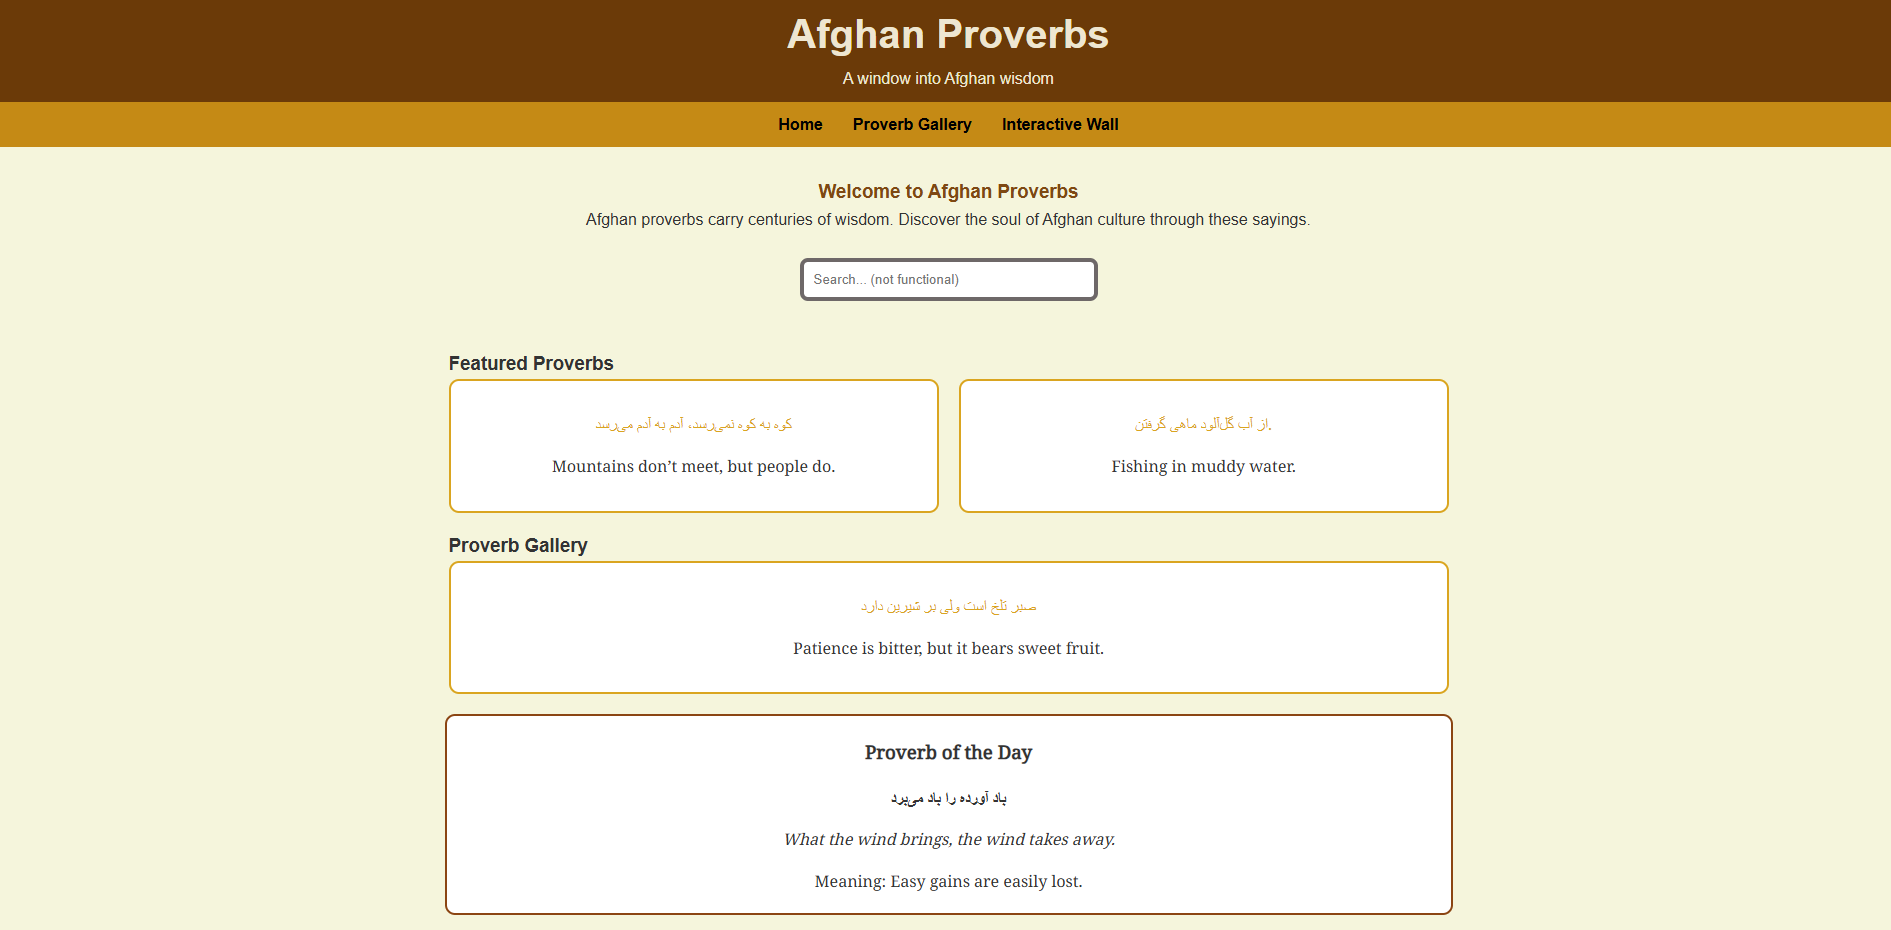 Afghan Proverbs
A window into Afghan wisdom
Home Proverb Gallery Interactive Wall
Welcome to Afghan Proverbs
Afghan proverbs carry centuries of wisdom. Discover the soul of Afghan culture through these sayings.
Search... (not functional)
Featured Proverbs
کوه به کوه نمی‌رسد، آدم به آدم می‌رسد
Mountains don’t meet, but people do.
از آب گل‌آلود ماهی گرفتن.
Fishing in muddy water.
Proverb Gallery
صبر تلخ است ولی بر شیرین دارد
Patience is bitter, but it bears sweet fruit.
Proverb of the Day
باد آورده را باد می‌برد
What the wind brings, the wind takes away.
Meaning: Easy gains are easily lost.